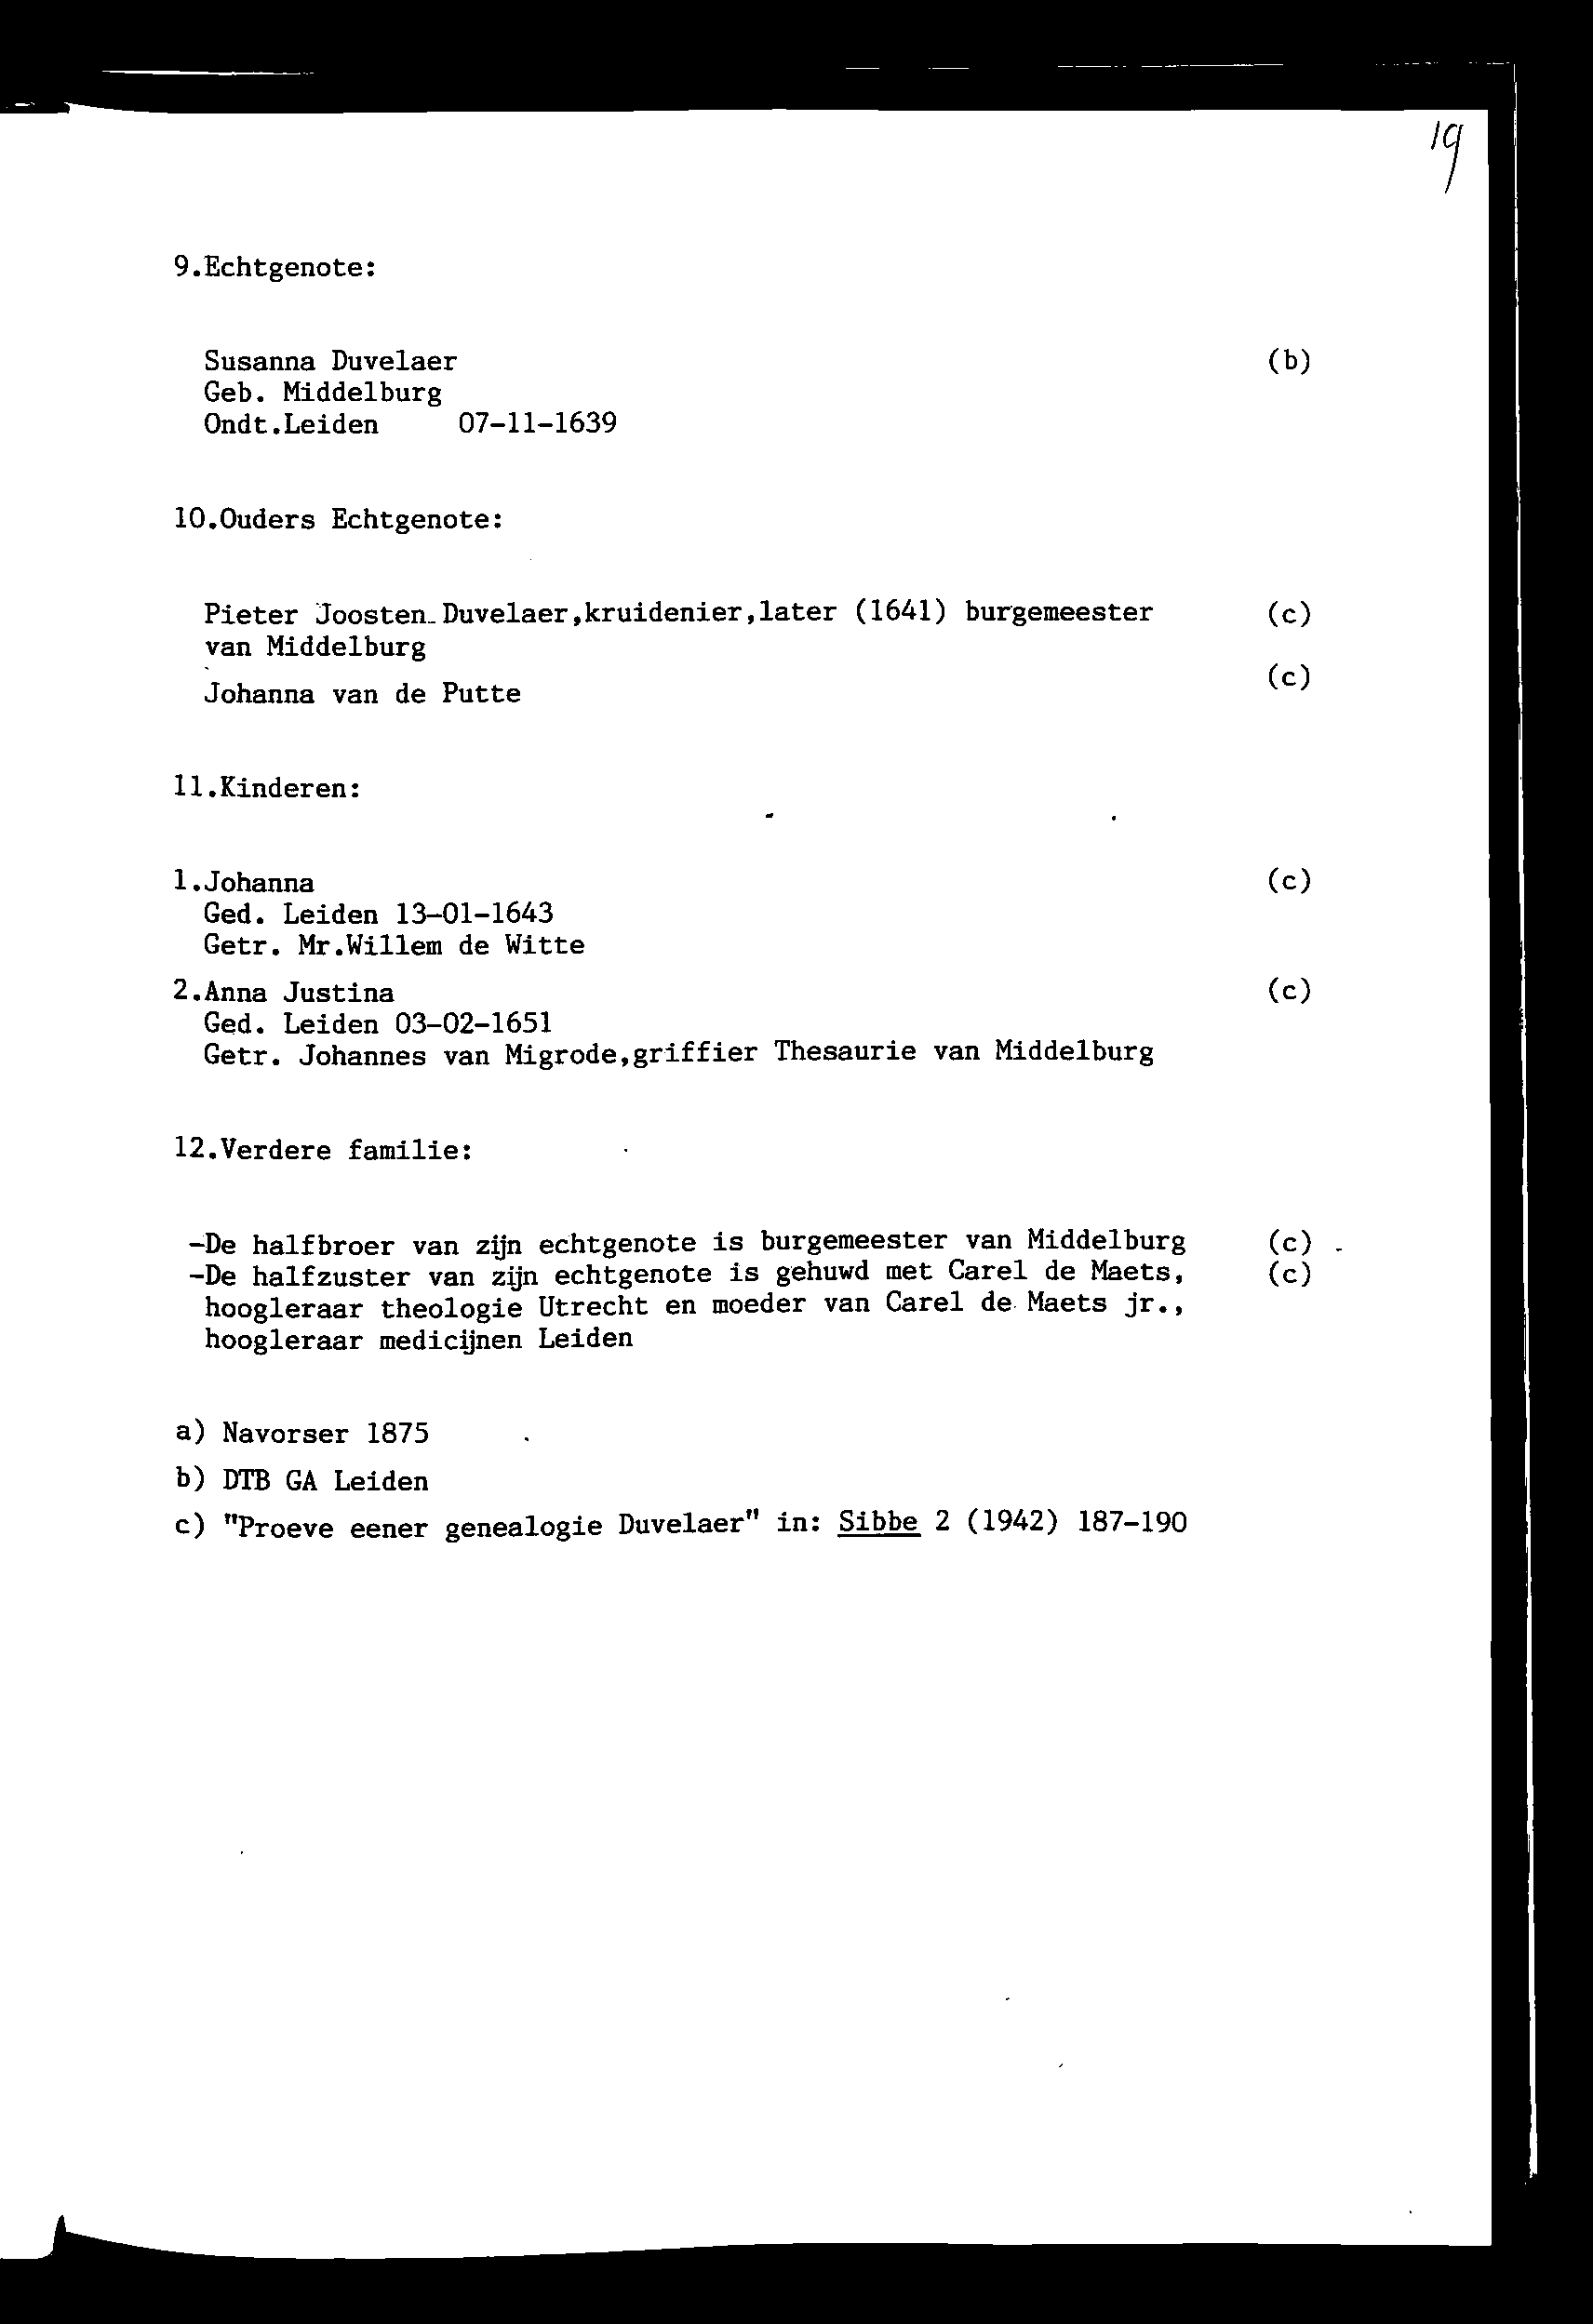 19
9.Echtgenote:
Susanna Duvelaer (b)
Geb. Middelburg
Ondt.Leiden 07-11-1639
10.Ouders Echtgenote:
Pieter Joosten Duvelaer,kruidenier,later (1641) burgemeester (c)
van Middelburg
Johanna van de Putte (c)
11.Kinderen:
1.Johanna (c)
Ged. Leiden 13-01-1643
Getr. Mr.Willem de Witte
2.Anna Justina (c)
Ged. Leiden 03-02-1651
Getr. Johannes van Migrode,griffier Thesaurie van Middelburg
12.Verdere familie:
-De halfbroer van zijn echtgenote is burgemeester van Middelburg (c)
-De halfzuster van zijn echtgenote is gehuwd met Carel de Maets, (c)
hoogleraar theologie Utrecht en moeder van Carel de Maets jr.,
hoogleraar medicijnen Leiden
a) Navorser 1875
b) DTB GA Leiden
c) "Proeve eener genealogie Duvelaer" in: Sibbe 2 (1942) 187-190